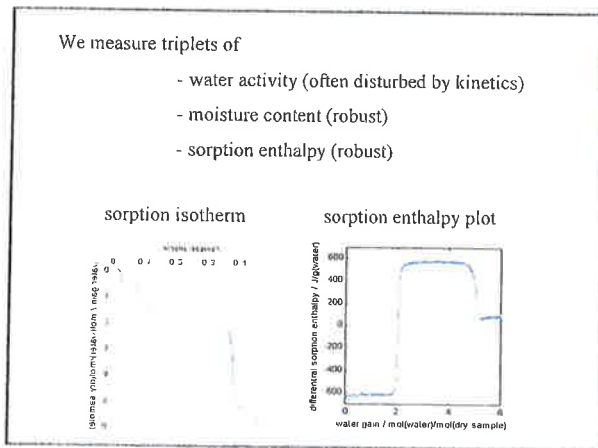 We measure triplets of
- water activity (often disturbed by kinetics)
- moisture content (robust)
- sorption enthalpy (robust)
sorption isotherm
sorption enthalpy plot
differential sorption enthalpy / J/g(water)
600
400
200
0
-200
-400
-600
0
2
4
6
water gain / mol(water)/mol(dry sample)